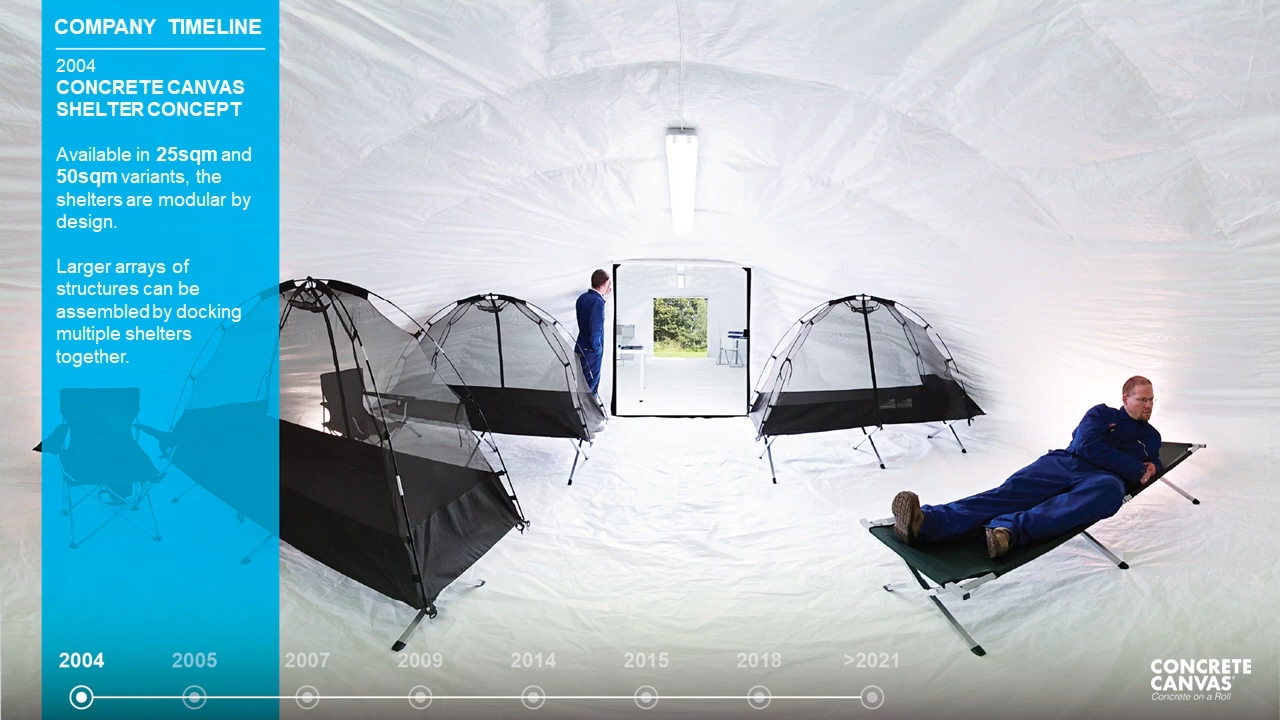 COMPANY TIMELINE
2004
CONCRETE CANVAS
SHELTER CONCEPT
Available in 25sqm and
50sqm variants, the
shelters are modular by
design.
Larger arrays of
structures can be
assembled by docking
multiple shelters
together.
2004 2005 2007 2009 2014 2015 2018 >2021
CONCRETE
CANVAS
Concrete on a Roll